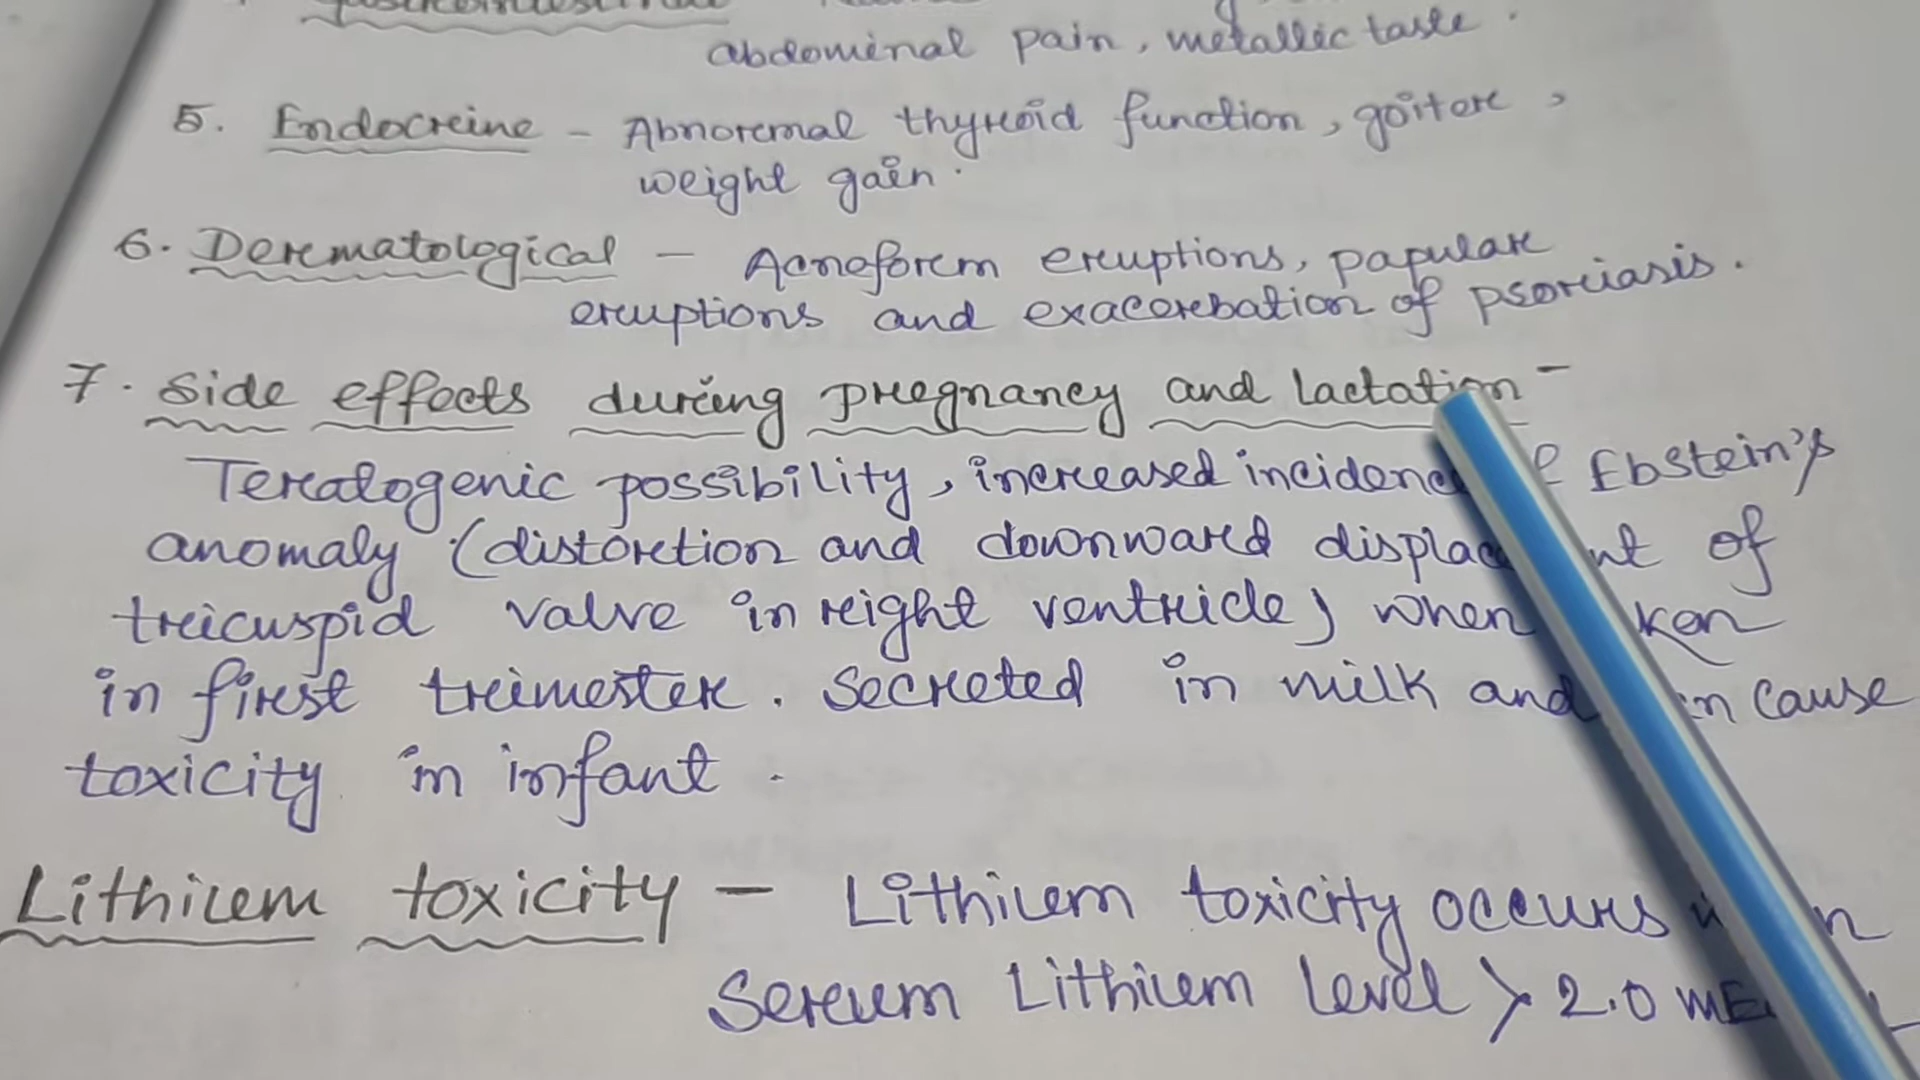 abdominal pain, metallic taste.
5. Endocrine - Abnormal thyroid function, goitor,
weight gain.
6. Dermatological - Acneform eruptions, papular
eruptions and exacerbation of psoriasis.
7. Side effects during pregnancy and Lactation -
Teratogenic possibility, increased Ebstein's
anomaly (distortion and downward of
tricuspid valve in right ventricle) when
in first trimester. Secreted in milk and cause
toxicity in infant.
Lithium toxicity - Lithium toxicity occurs
Serum Lithium level > 2.0